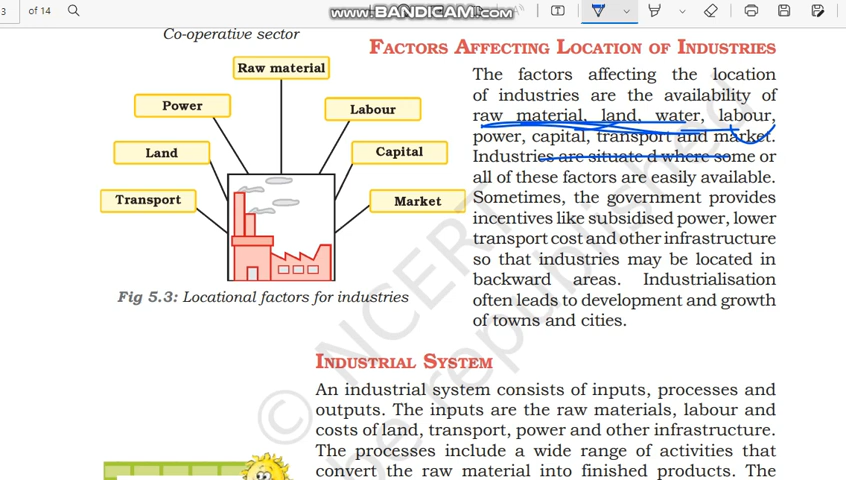 3
of 14
www.BANDICAM.com
Co-operative sector
Raw material
Power
Labour
Land
Capital
Transport
Market
Fig 5.3: Locational factors for industries
FACTORS AFFECTING LOCATION OF INDUSTRIES
The factors affecting the location
of industries are the availability of
raw material, land, water, labour,
power, capital, transport and market.
Industries are situate d where some or
all of these factors are easily available.
Sometimes, the government provides
incentives like subsidised power, lower
transport cost and other infrastructure
so that industries may be located in
backward areas. Industrialisation
often leads to development and growth
of towns and cities.
INDUSTRIAL SYSTEM
An industrial system consists of inputs, processes and
outputs. The inputs are the raw materials, labour and
costs of land, transport, power and other infrastructure.
The processes include a wide range of activities that
convert the raw material into finished products. The
© NCERT
be republished